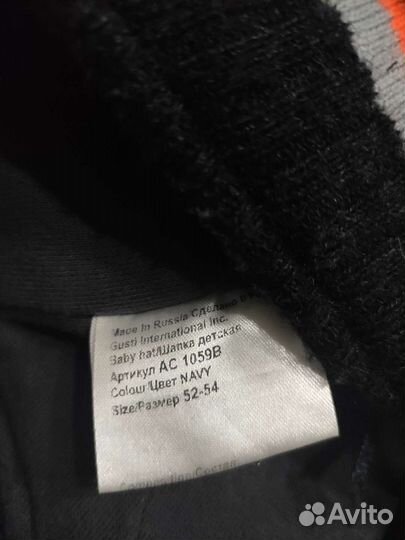 Made In Russia Сделано в
Gusti International Inc.
Baby hat/Шапка детская
Артикул AC 1059B
Colour/Цвет NAVY
Size/Размер 52-54
Avito